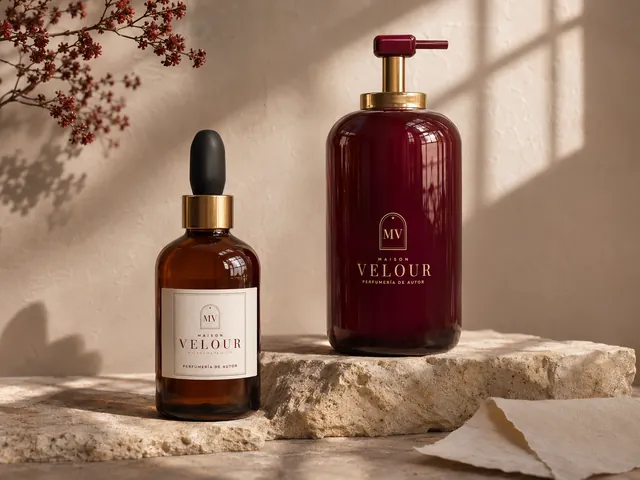 MV
MAISON
VELOUR
PERFUMERÍA DE AUTOR
MV
MAISON
VELOUR
PERFUMERÍA DE AUTOR